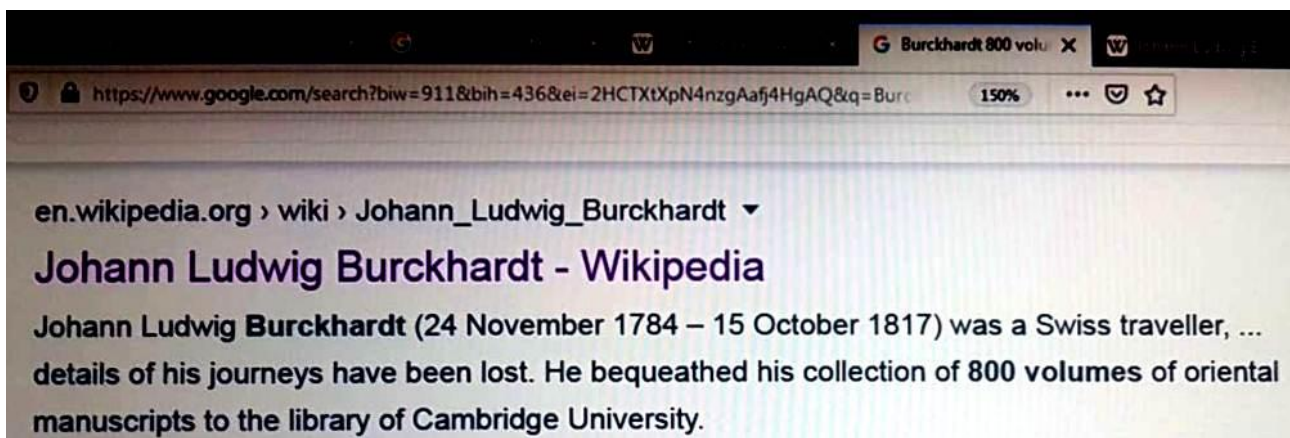 G Burckhardt 800 volu
https://www.google.com/search?biw=911&bih=436&ei=2HCTXtXpN4nzgAafj4HgAQ&q=Burc 150%
en.wikipedia.org › wiki › Johann_Ludwig_Burckhardt
Johann Ludwig Burckhardt - Wikipedia
Johann Ludwig Burckhardt (24 November 1784 – 15 October 1817) was a Swiss traveller, ...
details of his journeys have been lost. He bequeathed his collection of 800 volumes of oriental
manuscripts to the library of Cambridge University.